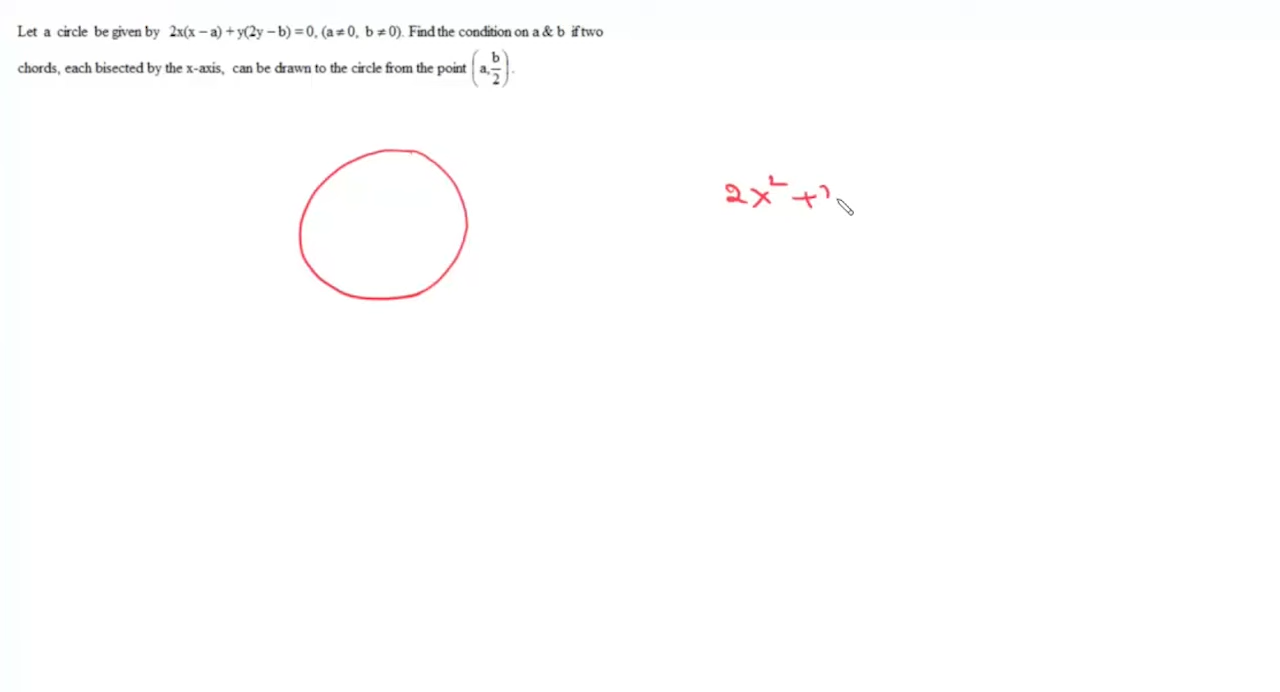 Let a circle be given by 2x(x – a) + y(2y – b) = 0, (a ≠ 0, b ≠ 0). Find the condition on a & b if two
chords, each bisected by the x-axis, can be drawn to the circle from the point (a, b/2).
2x² +